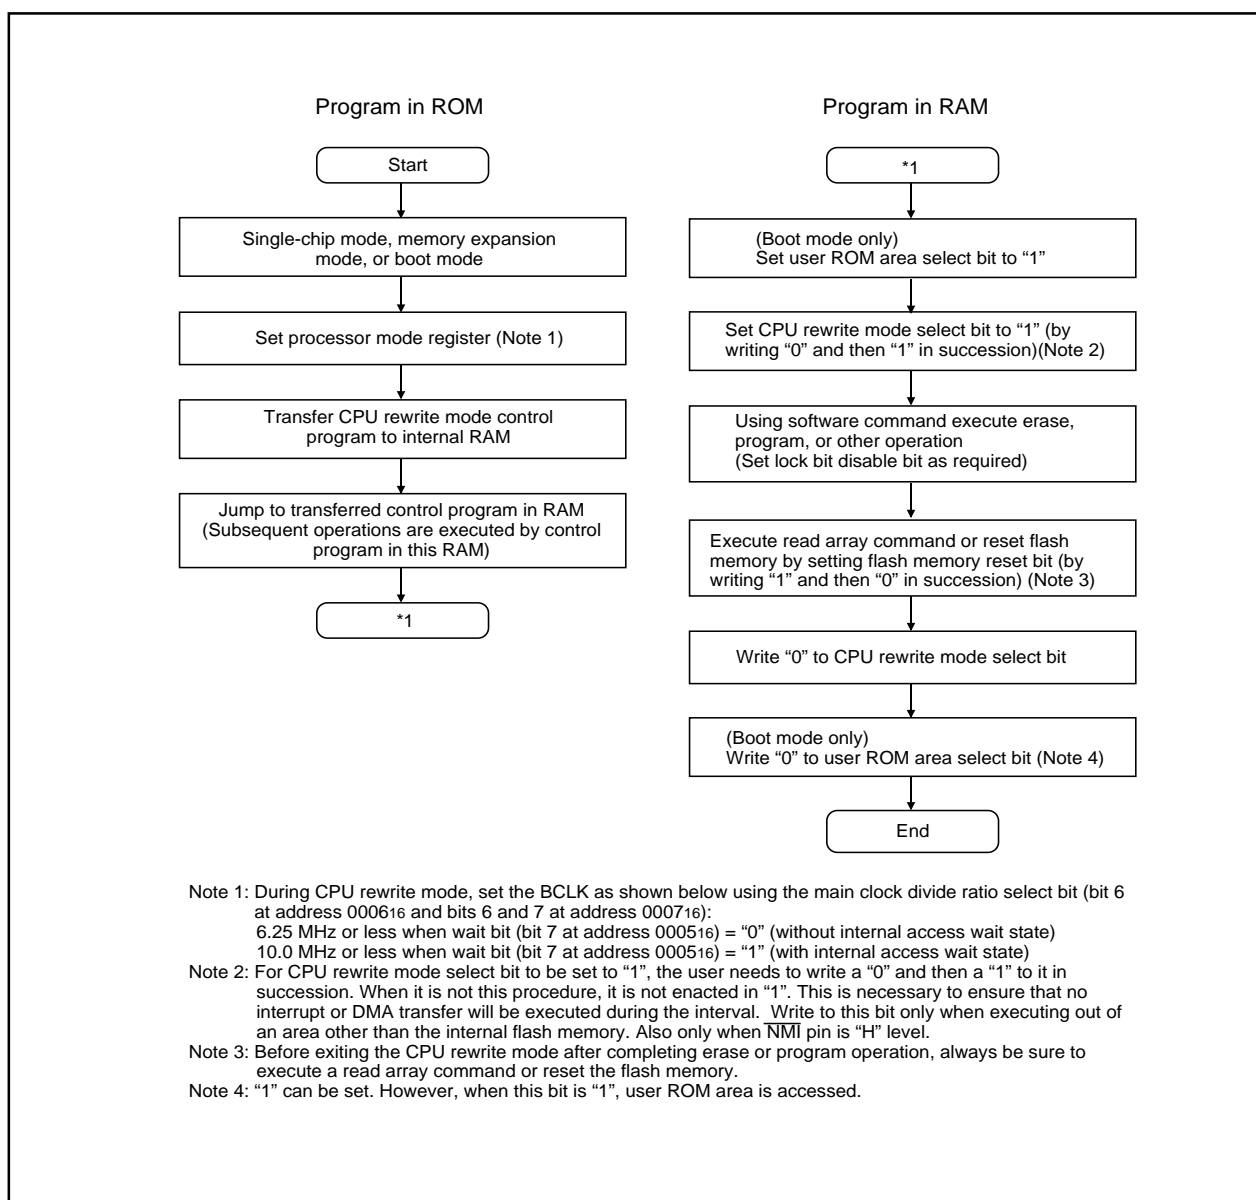 Program in ROM
Start
Single-chip mode, memory expansion
mode, or boot mode
Set processor mode register (Note 1)
Transfer CPU rewrite mode control
program to internal RAM
Jump to transferred control program in RAM
(Subsequent operations are executed by control
program in this RAM)
*1
Program in RAM
*1
(Boot mode only)
Set user ROM area select bit to “1”
Set CPU rewrite mode select bit to “1” (by
writing “0” and then “1” in succession)(Note 2)
Using software command execute erase,
program, or other operation
(Set lock bit disable bit as required)
Execute read array command or reset flash
memory by setting flash memory reset bit (by
writing “1” and then “0” in succession) (Note 3)
Write “0” to CPU rewrite mode select bit
(Boot mode only)
Write “0” to user ROM area select bit (Note 4)
End
Note 1: During CPU rewrite mode, set the BCLK as shown below using the main clock divide ratio select bit (bit 6
at address 000616 and bits 6 and 7 at address 000716):
6.25 MHz or less when wait bit (bit 7 at address 000516) = “0” (without internal access wait state)
10.0 MHz or less when wait bit (bit 7 at address 000516) = “1” (with internal access wait state)
Note 2: For CPU rewrite mode select bit to be set to “1”, the user needs to write a “0” and then a “1” to it in
succession. When it is not this procedure, it is not enacted in “1”. This is necessary to ensure that no
interrupt or DMA transfer will be executed during the interval. Write to this bit only when executing out of
an area other than the internal flash memory. Also only when NMI pin is “H” level.
Note 3: Before exiting the CPU rewrite mode after completing erase or program operation, always be sure to
execute a read array command or reset the flash memory.
Note 4: “1” can be set. However, when this bit is “1”, user ROM area is accessed.